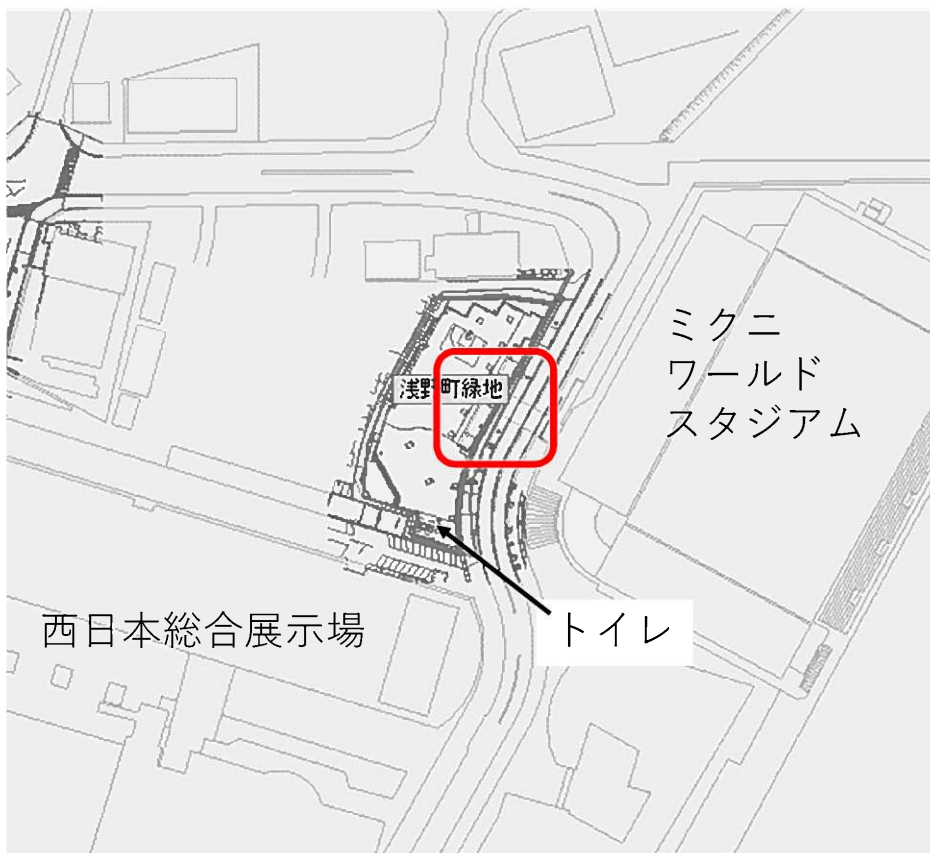 ミクニ
ワールド
スタジアム
浅野町緑地
西日本総合展示場
トイレ